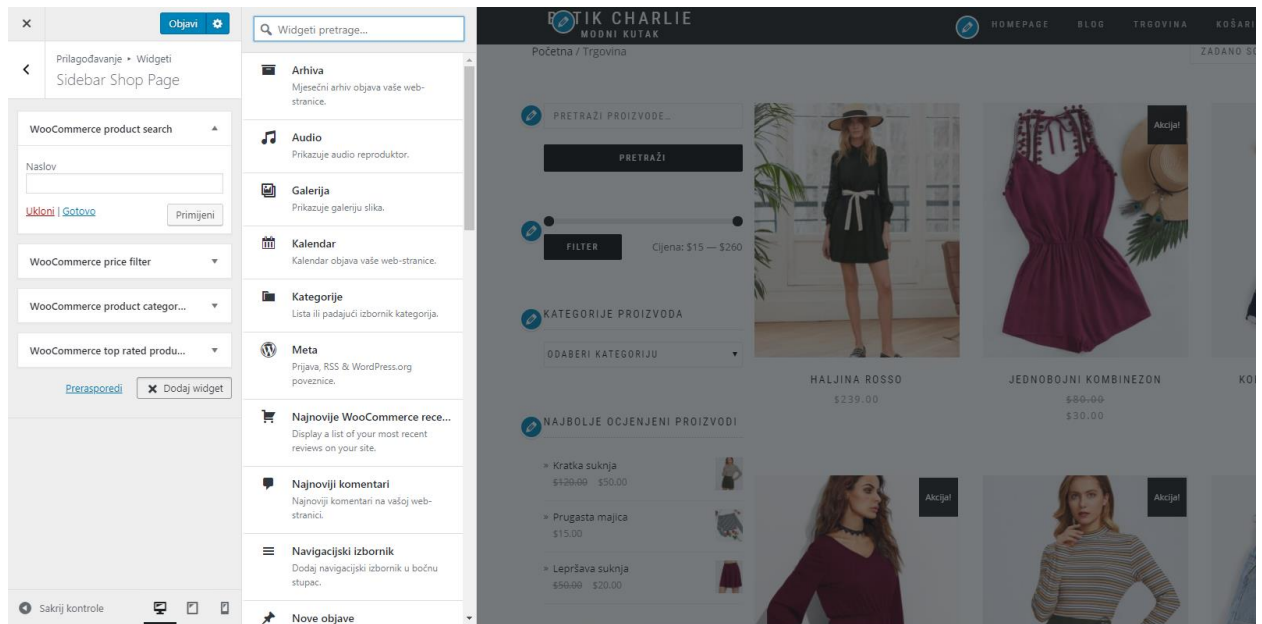 Objavi
Prilagođavanje ▸ Widgeti
Sidebar Shop Page
WooCommerce product search
Naslov
Ukloni | Gotovo
Primijeni
WooCommerce price filter
WooCommerce product categor...
WooCommerce top rated produ...
Prerasporedi
Dodaj widget
Sakrij kontrole
Widgeti pretrage...
Arhiva
Mjesečni arhiv objava vaše web-
stranice.
Audio
Prikazuje audio reproduktor.
Galerija
Prikazuje galeriju slika.
Kalendar
Kalendar objava vaše web-stranice.
Kategorije
Lista ili padajući izbornik kategorija.
Meta
Prijava, RSS & WordPress.org
poveznice.
Najnovije WooCommerce rece...
Display a list of your most recent
reviews on your site.
Najnoviji komentari
Najnoviji komentari na vašoj web-
stranici.
Navigacijski izbornik
Dodaj navigacijski izbornik u bočnu
stupac.
Nove objave
CHARLIE
MODNI KUTAK
HOMEPAGE BLOG TRGOVINA KOŠARI
Početna / Trgovina
ZADANO SO
PRETRAŽI PROIZVODE…
PRETRAŽI
FILTER
Cijena: $15 — $260
KATEGORIJE PROIZVODA
ODABERI KATEGORIJU
NAJBOLJE OCJENJENI PROIZVODI
» Kratka suknja
$120.00 $50.00
» Prugasta majica
$15.00
» Lepršava suknja
$50.00 $20.00
Akcija!
HALJINA ROSSO
$239.00
JEDNOBOJNI KOMBINEZON
$80.00
$30.00
Akcija!
Akcija!